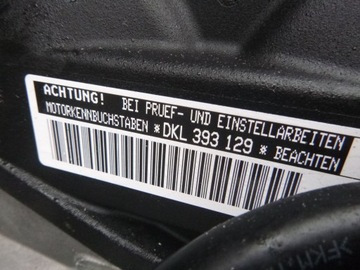 ACHTUNG! BEI PRUEF- UND EINSTELLARBEITEN
MOTORKENNBUCHSTABEN *DKL 393 129* BEACHTEN